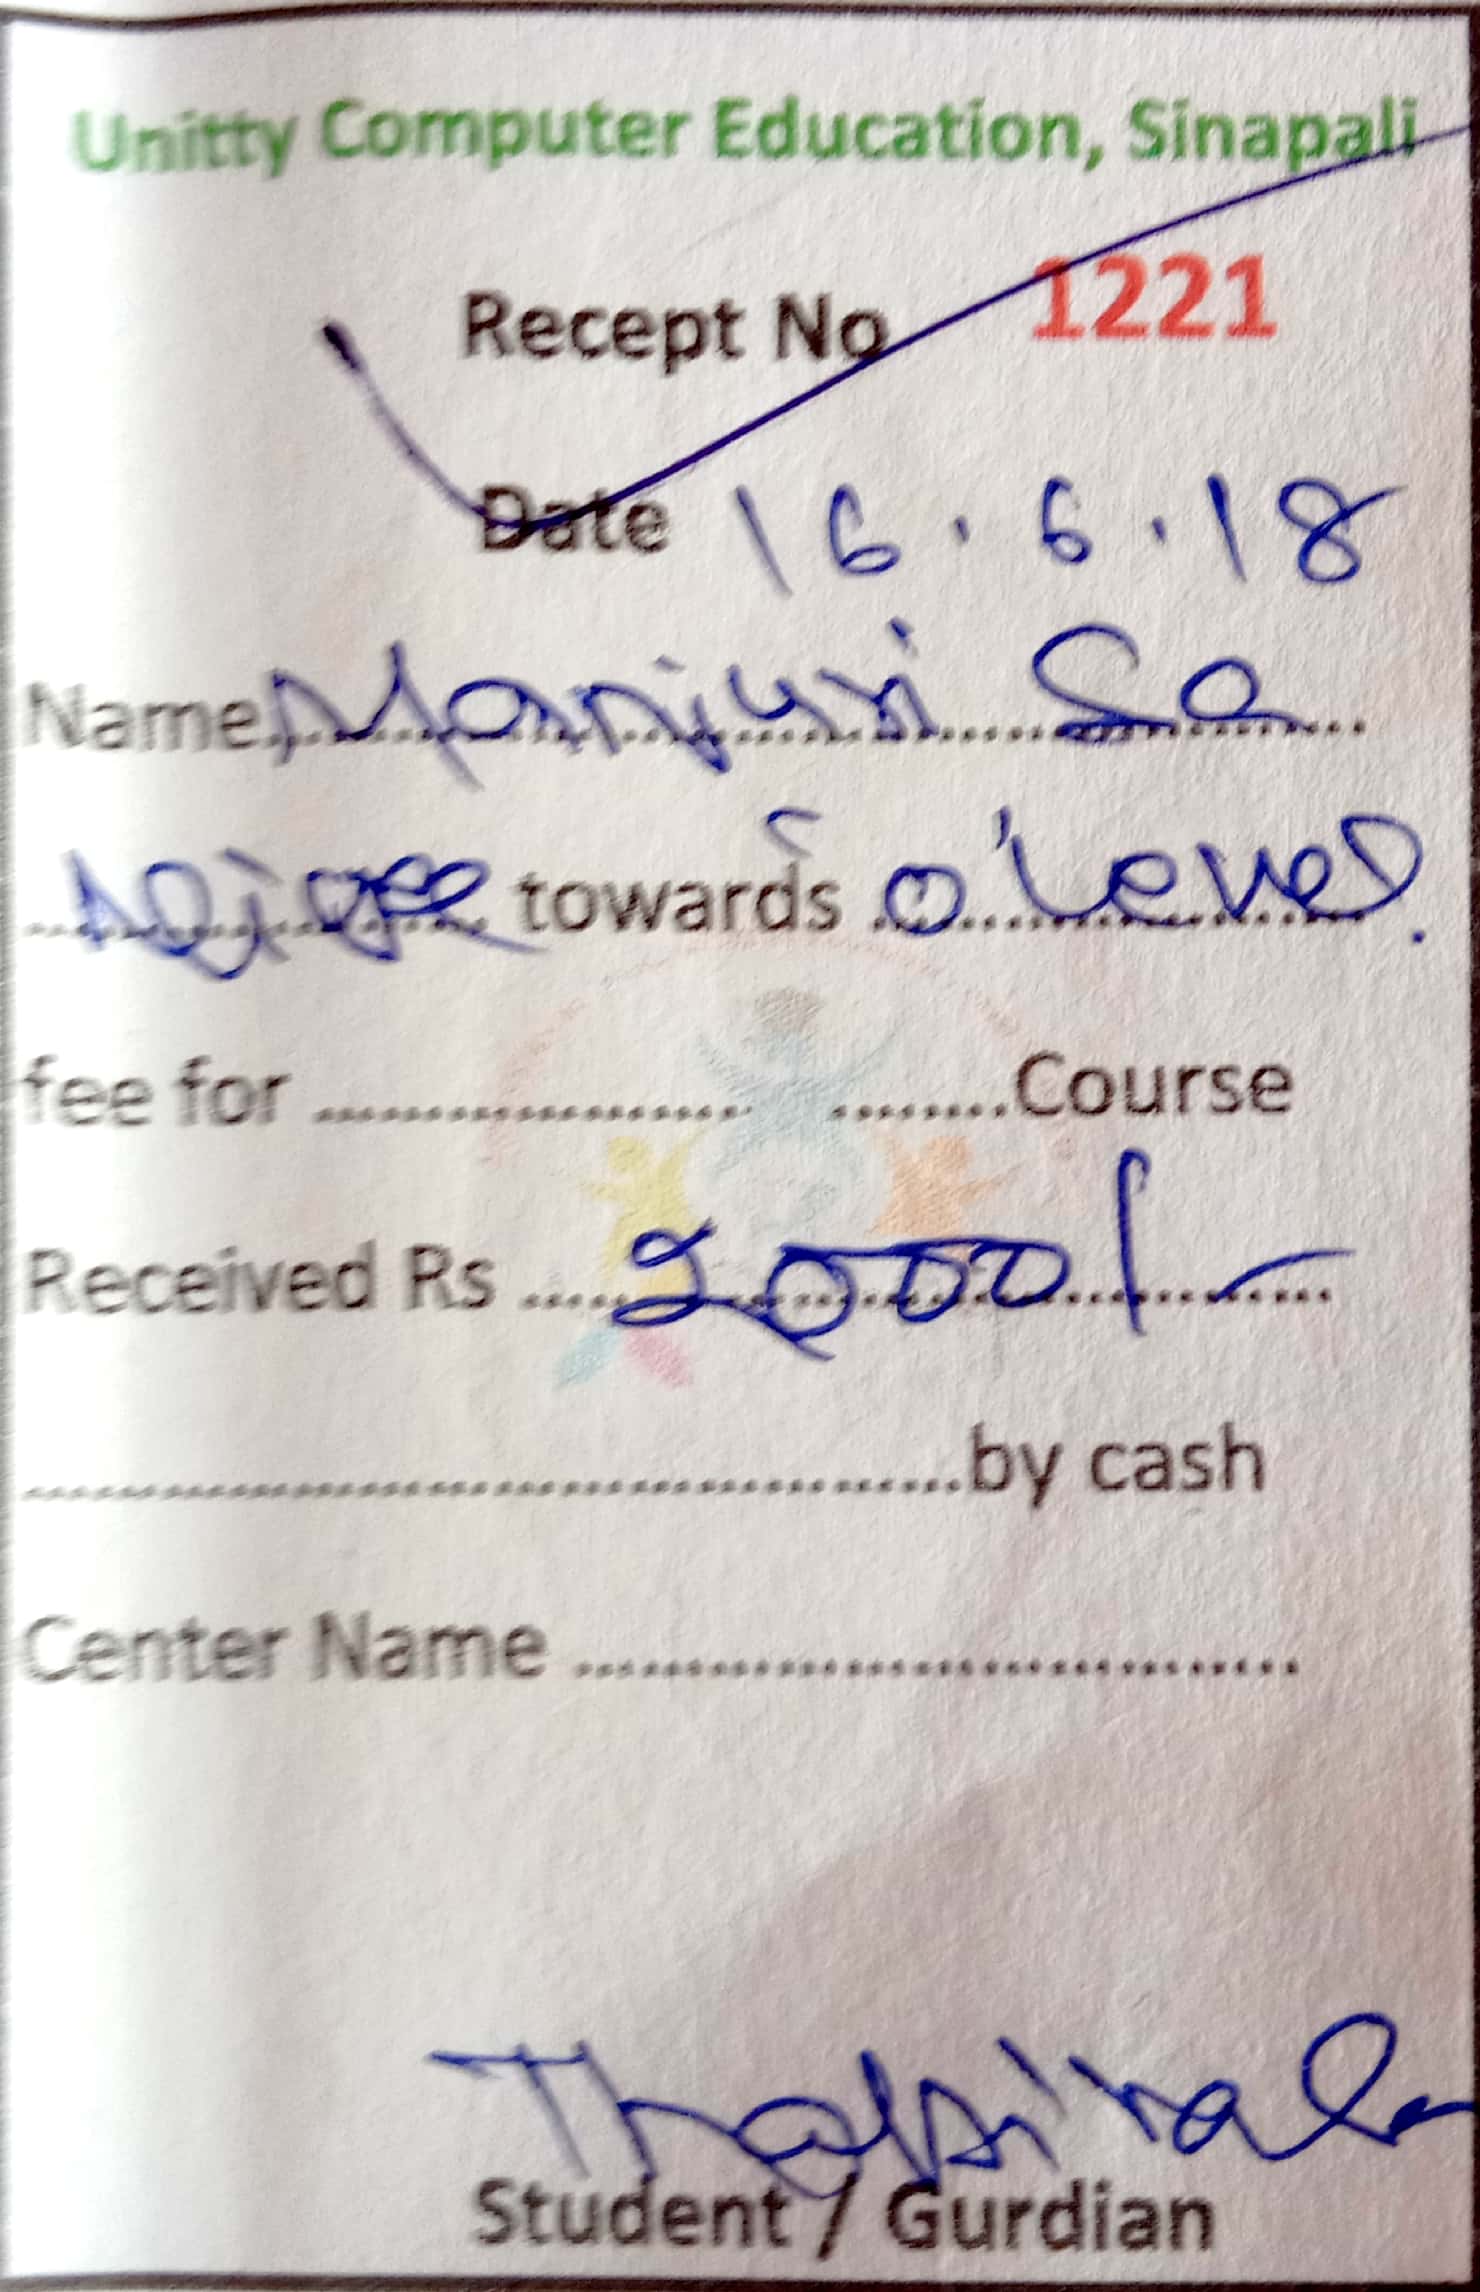 Unitty Computer Education, Sinapali
Recept No 1221
Date 16.6.18
Name Manjuri Sa
towards o'Level.
fee for .................... ........Course
Received Rs ....2000/-
............................................by cash
Center Name ..................................
Student / Gurdian